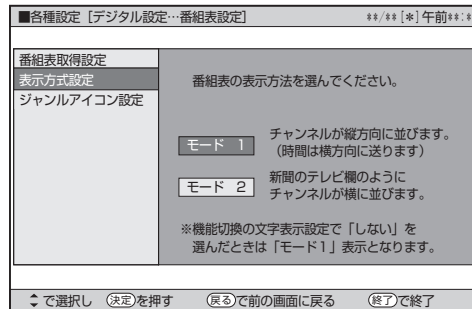 ■各種設定［デジタル設定…番組表設定］
**/**［*］午前**:*
番組表取得設定
表示方式設定
ジャンルアイコン設定
番組表の表示方法を選んでください。
モード 1
チャンネルが縦方向に並びます。
（時間は横方向に送ります）
モード 2
新聞のテレビ欄のように
チャンネルが横に並びます。
※機能切換の文字表示設定で「しない」を
選んだときは「モード1」表示となります。
で選択し 決定を押す 戻るで前の画面に戻る 終了で終了